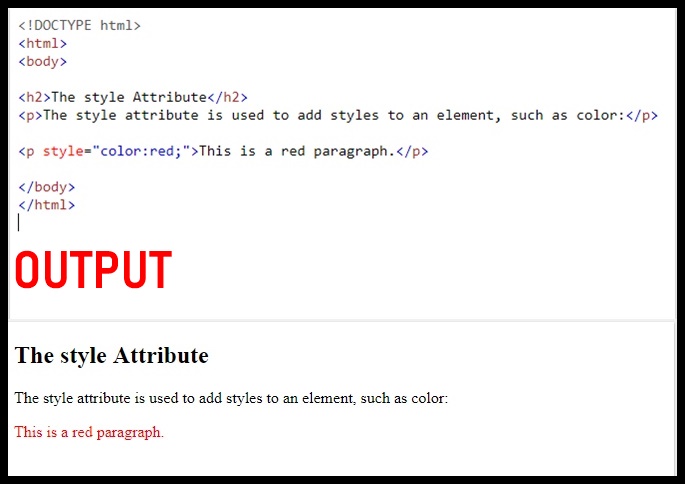 <!DOCTYPE html>
<html>
<body>
<h2>The style Attribute</h2>
<p>The style attribute is used to add styles to an element, such as color:</p>
<p style="color:red;">This is a red paragraph.</p>
</body>
</html>
OUTPUT
The style Attribute
The style attribute is used to add styles to an element, such as color:
This is a red paragraph.